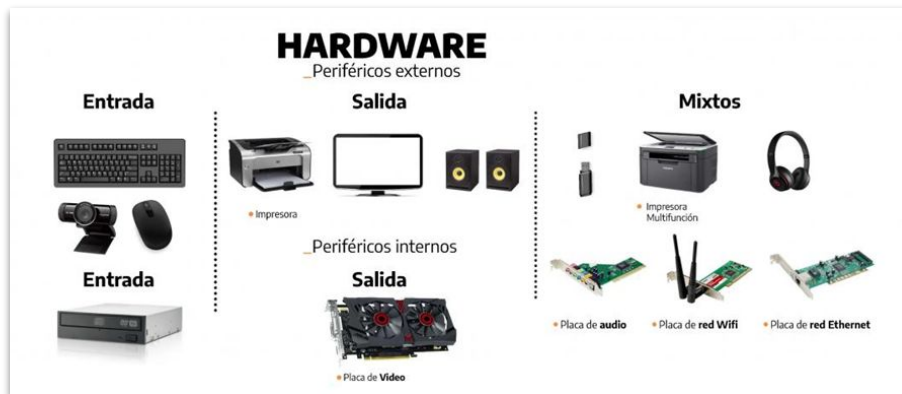 HARDWARE
_Periféricos externos
Entrada
Salida
Mixtos
Impresora
Impresora
Multifunción
_Periféricos internos
Entrada
Salida
Placa de Video
Placa de audio
Placa de red Wifi
Placa de red Ethernet